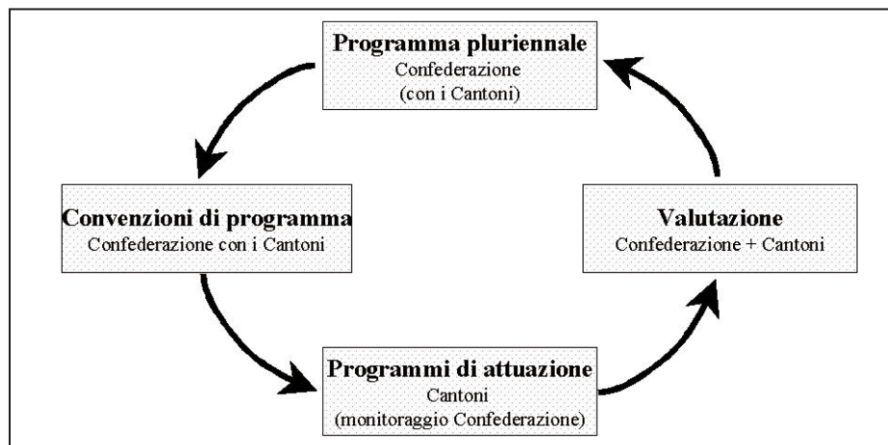 Programma pluriennale
Confederazione
(con i Cantoni)
Convenzioni di programma
Confederazione con i Cantoni
Valutazione
Confederazione + Cantoni
Programmi di attuazione
Cantoni
(monitoraggio Confederazione)